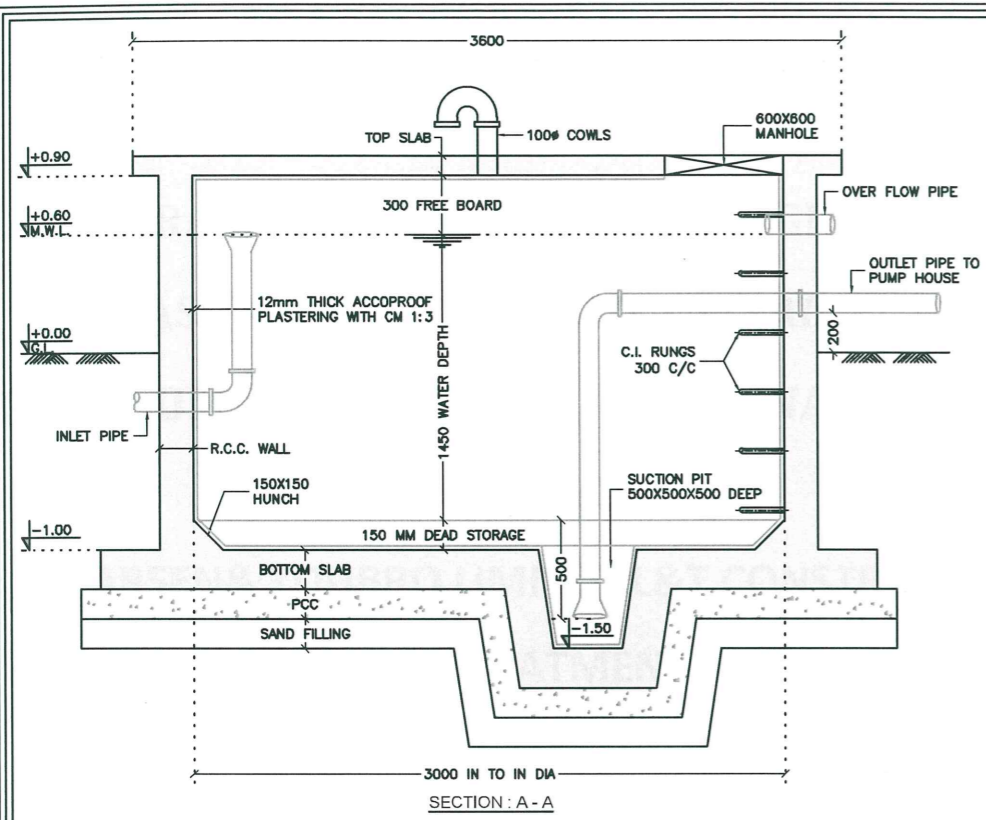 3600
TOP SLAB
100ø COWLS
600X600
MANHOLE
+0.90
300 FREE BOARD
OVER FLOW PIPE
+0.60
M.W.L.
OUTLET PIPE TO
PUMP HOUSE
12mm THICK ACCOPROOF
PLASTERING WITH CM 1:3
200
+0.00
G.L.
C.I. RUNGS
300 C/C
1450 WATER DEPTH
INLET PIPE
R.C.C. WALL
150X150
HUNCH
SUCTION PIT
500X500X500 DEEP
-1.00
150 MM DEAD STORAGE
500
BOTTOM SLAB
PCC
SAND FILLING
-1.50
3000 IN TO IN DIA
SECTION : A - A